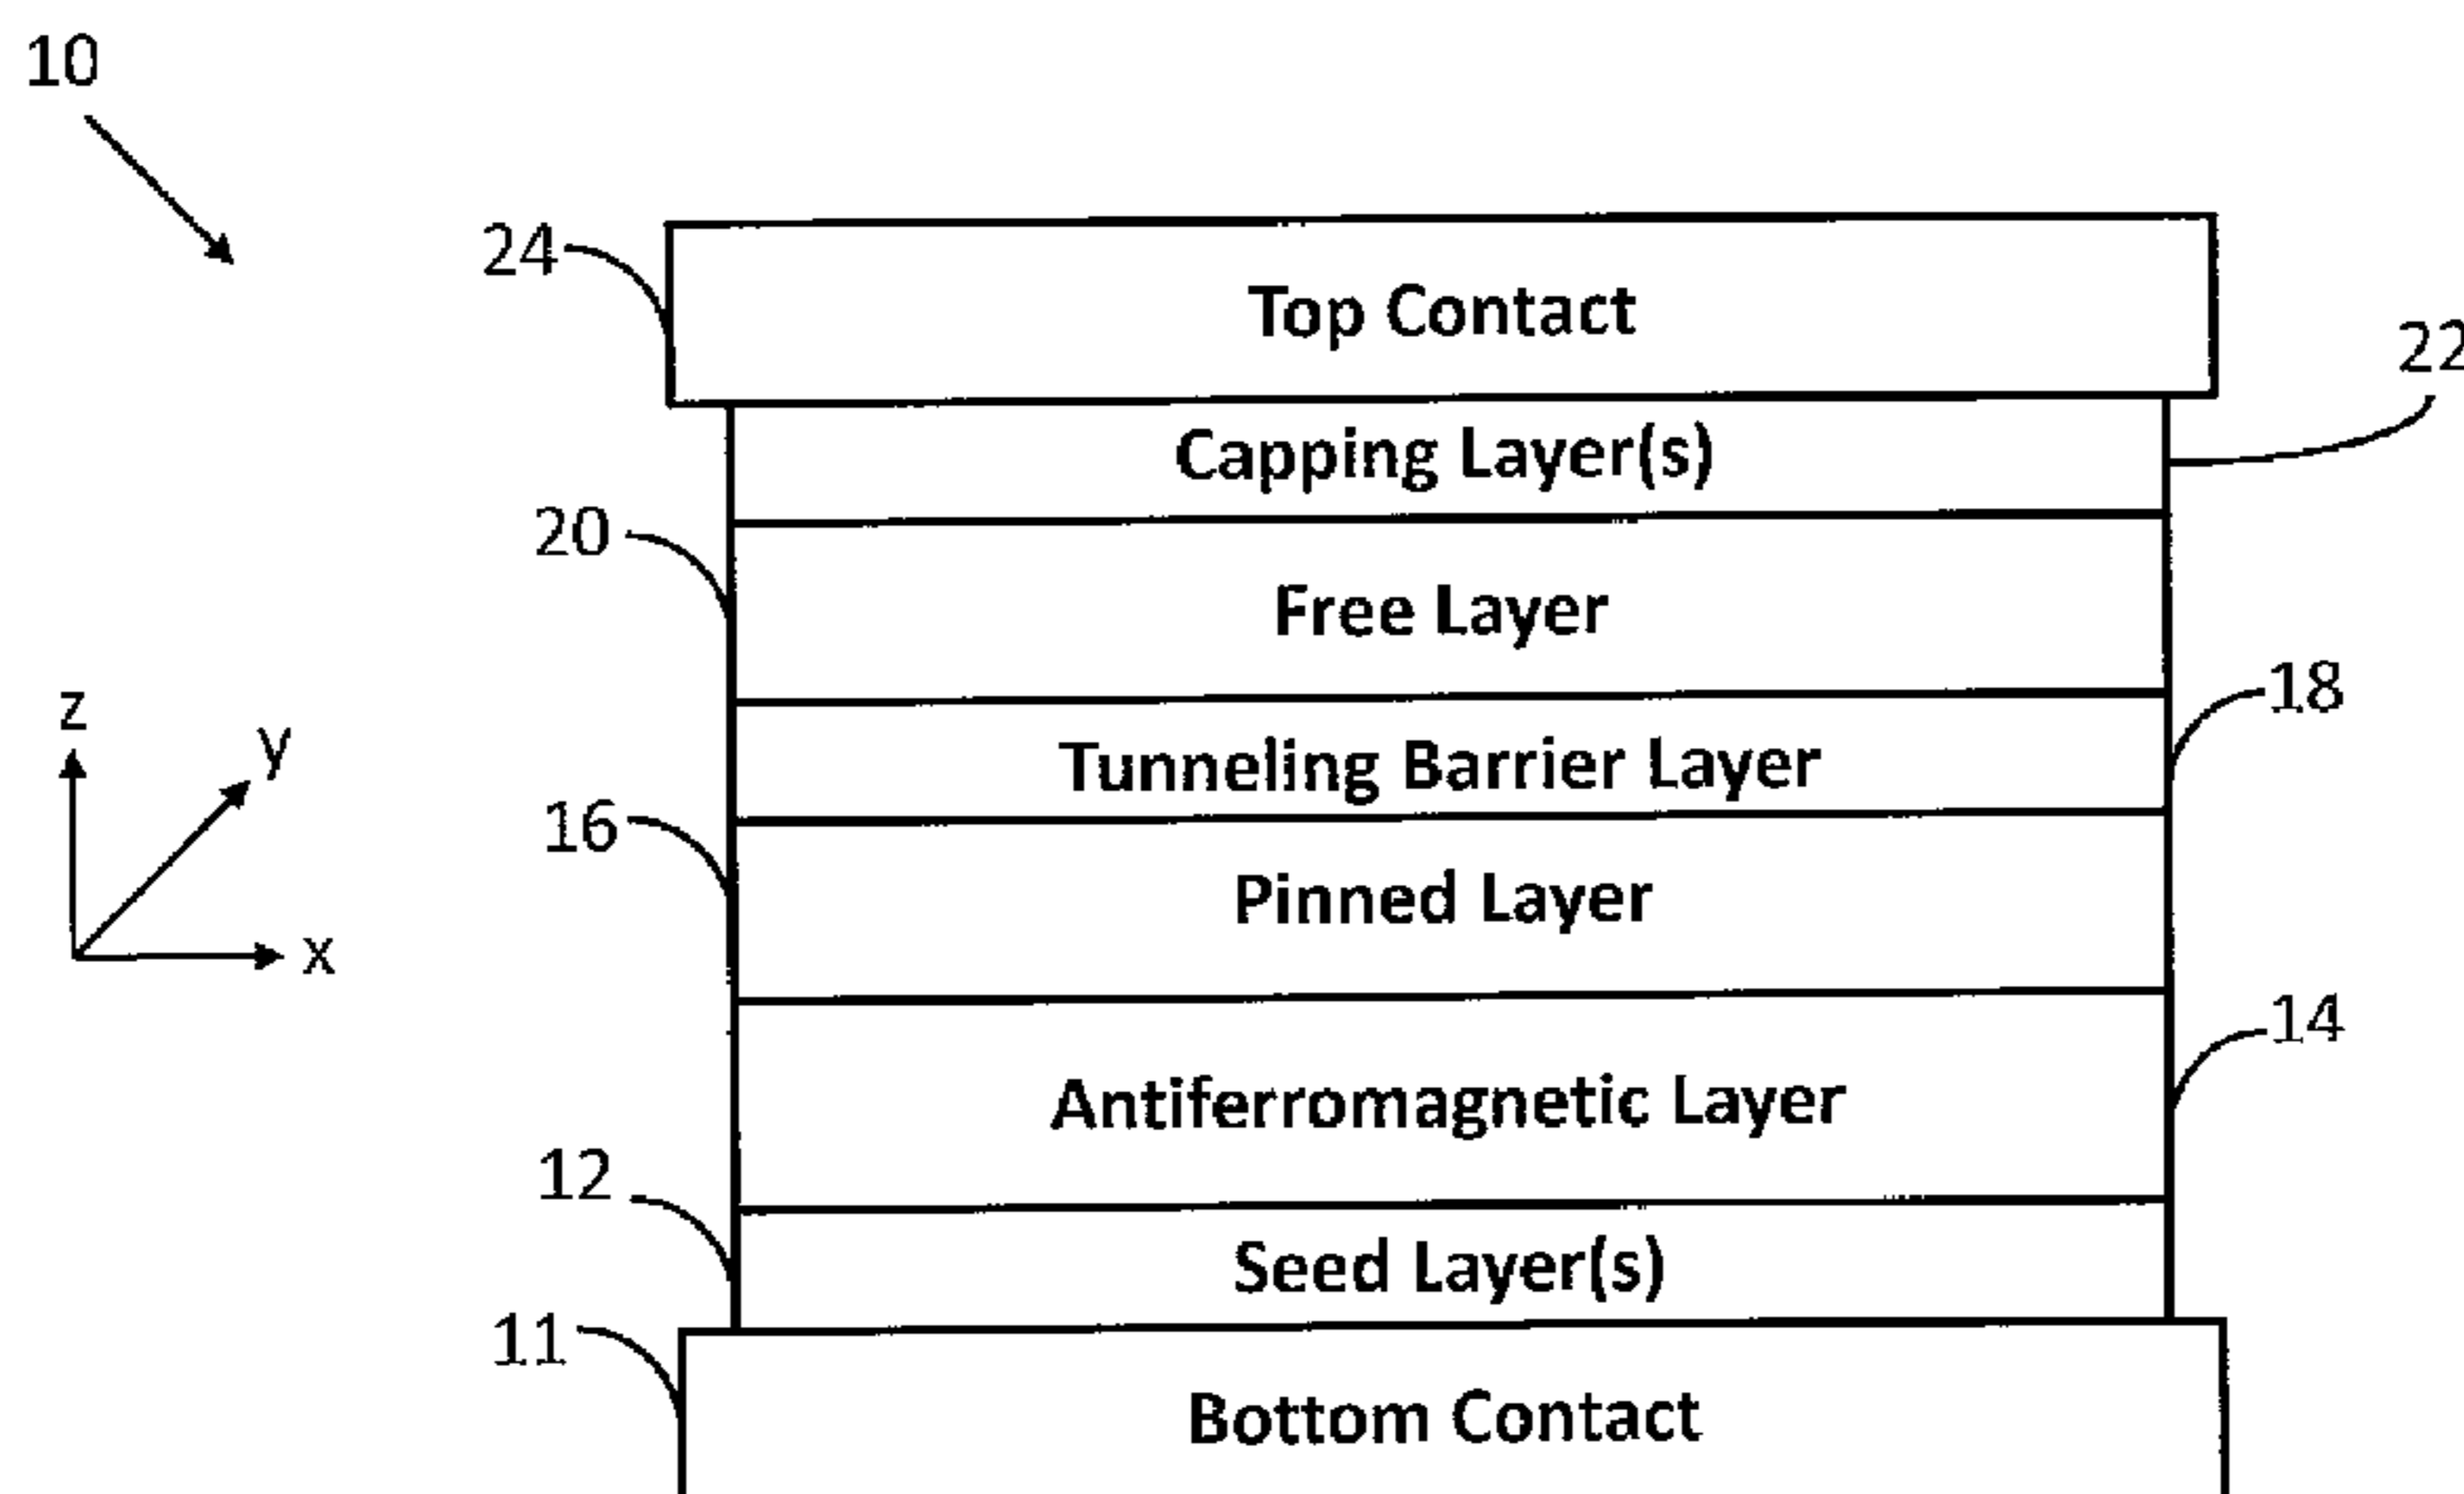 10
24
Top Contact
22
Capping Layer(s)
20
Free Layer
18
Tunneling Barrier Layer
z
y
x
16
Pinned Layer
14
Antiferromagnetic Layer
12
Seed Layer(s)
11
Bottom Contact